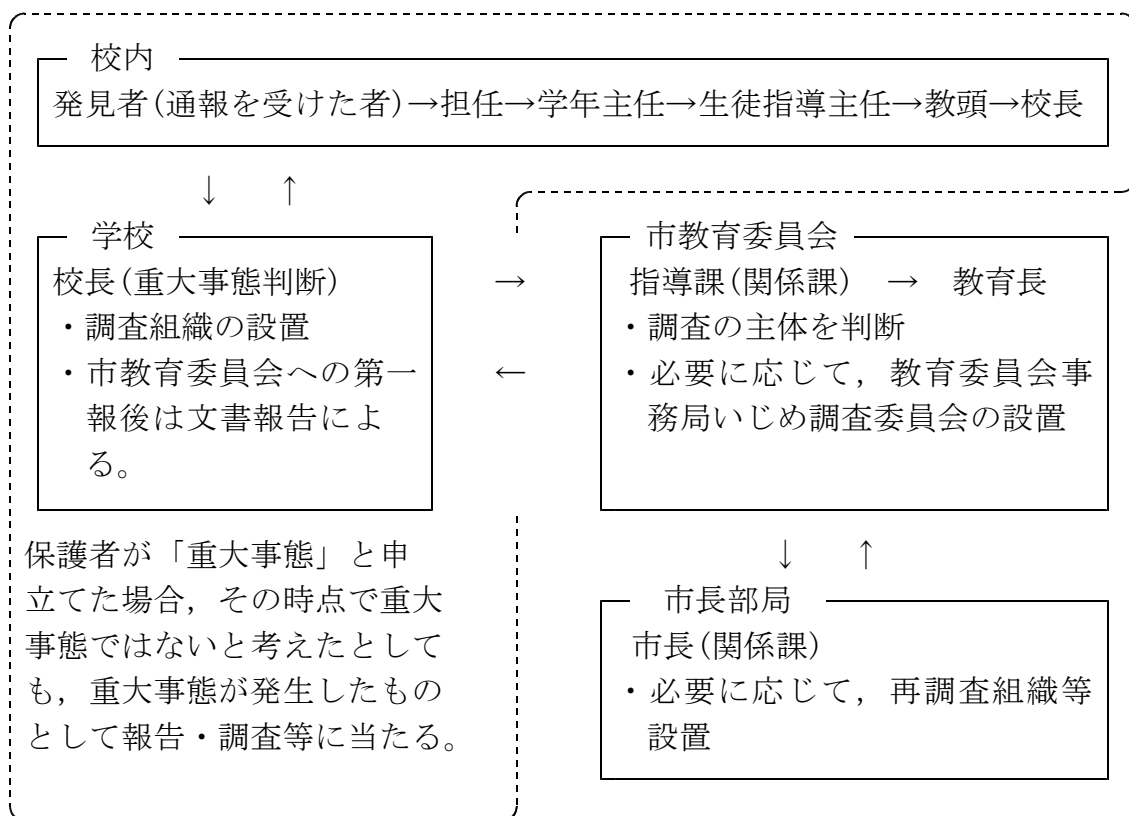 校内
発見者(通報を受けた者)→担任→学年主任→生徒指導主任→教頭→校長
↓ ↑
学校
校長(重大事態判断)
・調査組織の設置
・市教育委員会への第一
報後は文書報告によ
る。
→
←
市教育委員会
指導課(関係課) → 教育長
・調査の主体を判断
・必要に応じて，教育委員会事
務局いじめ調査委員会の設置
保護者が「重大事態」と申
立てた場合，その時点で重大
事態ではないと考えたとして
も，重大事態が発生したもの
として報告・調査等に当たる。
↓ ↑
市長部局
市長(関係課)
・必要に応じて，再調査組織等
設置